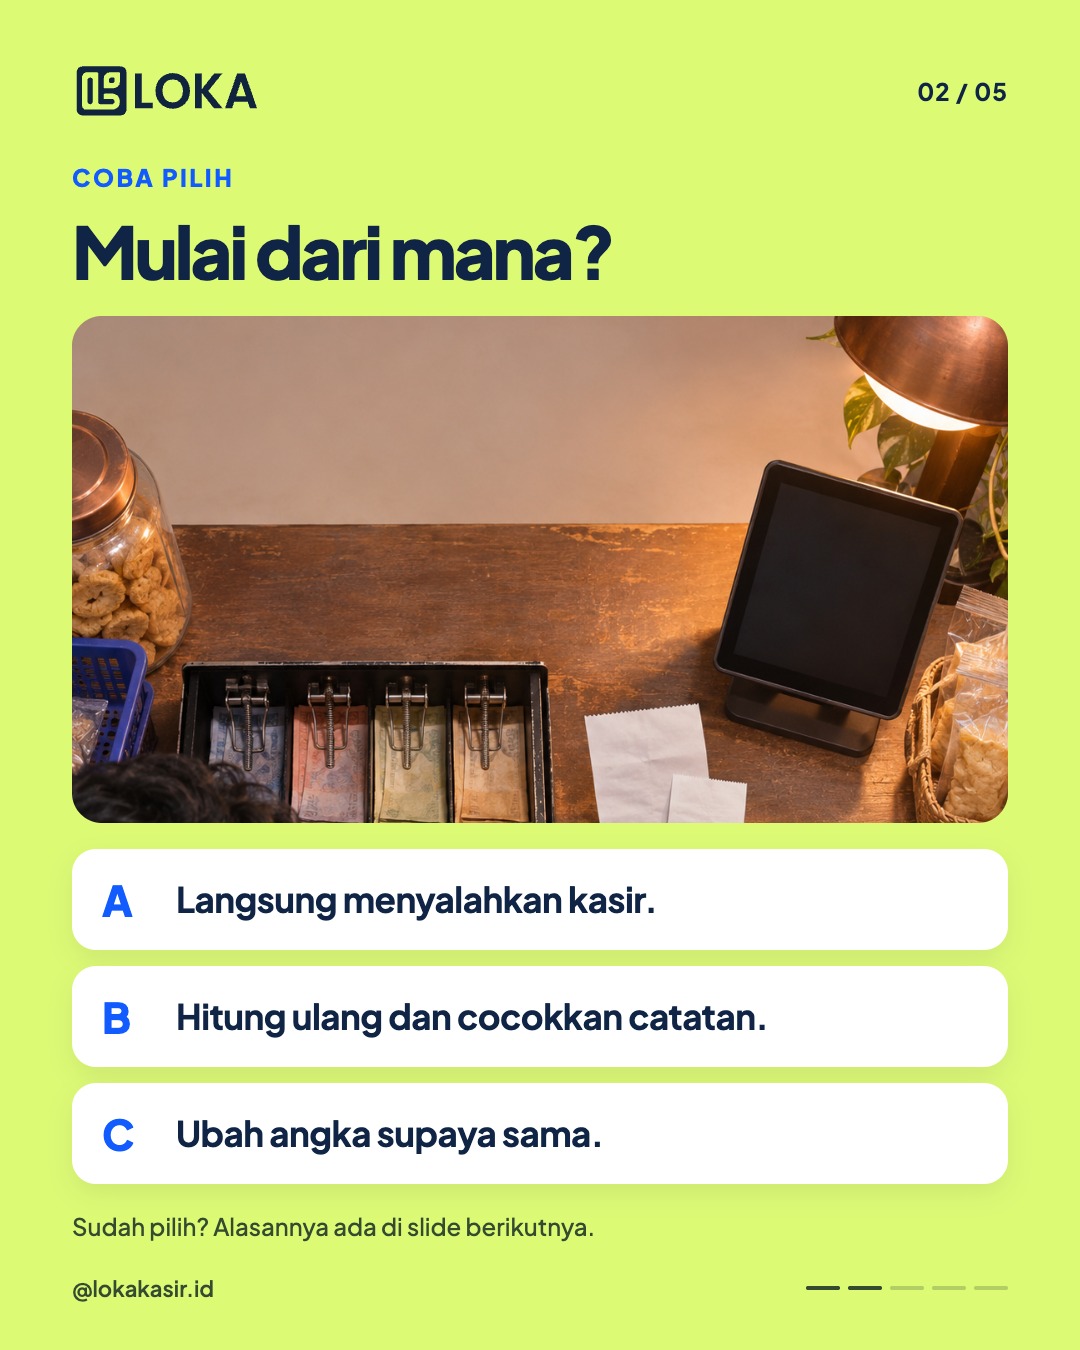 LOKA
02 / 05
COBA PILIH
Mulai dari mana?
A Langsung menyalahkan kasir.
B Hitung ulang dan cocokkan catatan.
C Ubah angka supaya sama.
Sudah pilih? Alasannya ada di slide berikutnya.
@lokakasir.id